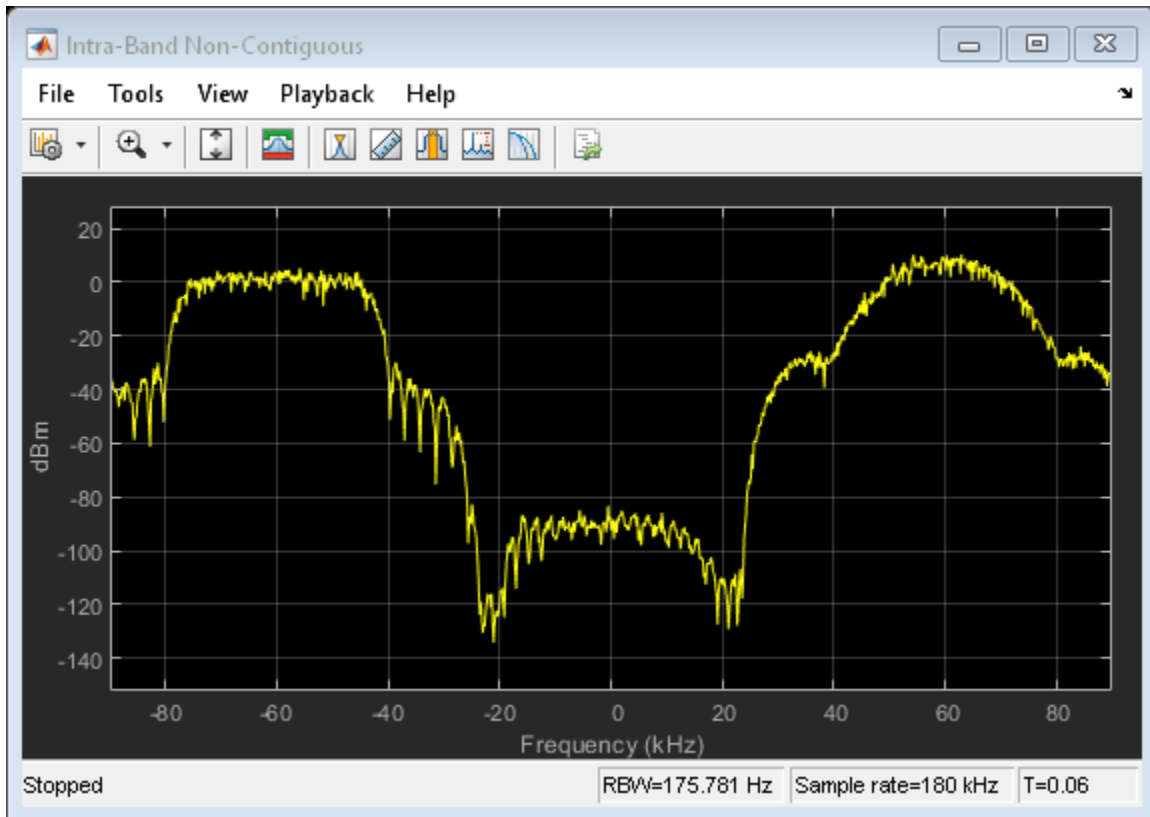 Intra-Band Non-Contiguous
File Tools View Playback Help
20
0
-20
-40
-60
-80
-100
-120
-140
dBm
-80 -60 -40 -20 0 20 40 60 80
Frequency (kHz)
Stopped RBW=175.781 Hz Sample rate=180 kHz T=0.06